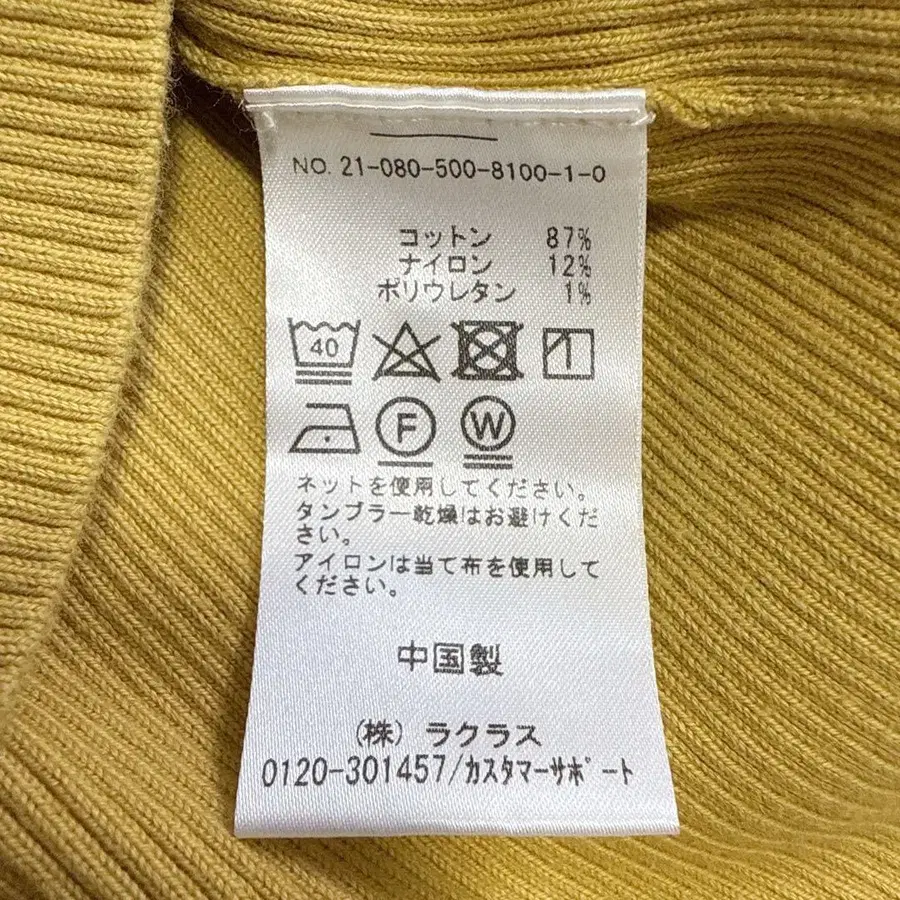 NO. 21-080-500-8100-1-0
コットン 87%
ナイロン 12%
ポリウレタン 1%
40
F W
ネットを使用してください。
タンブラー乾燥はお避けくだ
さい。
アイロンは当て布を使用して
ください。
中国製
(株) ラクラス
0120-301457/カスタマーサポート